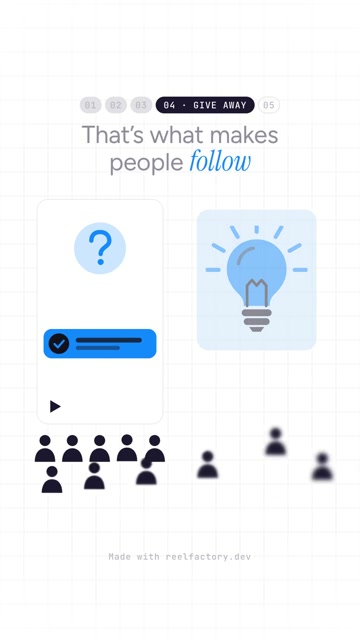 01 02 03 04 · GIVE AWAY 05
That's what makes
people follow
?
Made with reelfactory.dev